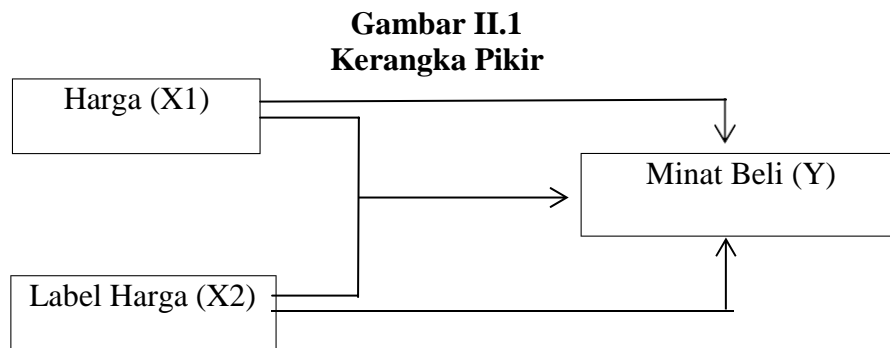 Gambar II.1
Kerangka Pikir
Harga (X1)
Minat Beli (Y)
Label Harga (X2)